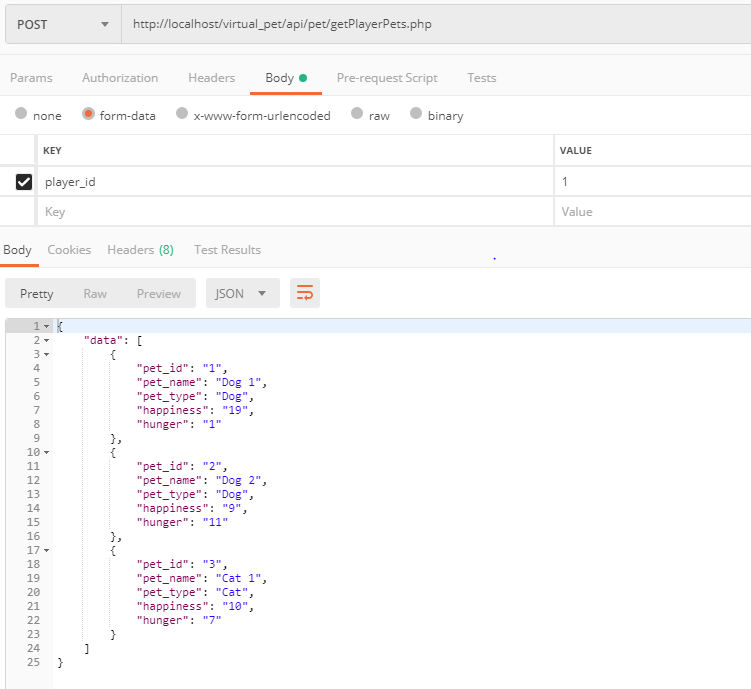 POST http://localhost/virtual_pet/api/pet/getPlayerPets.php
Params Authorization Headers Body Pre-request Script Tests
none form-data x-www-form-urlencoded raw binary
KEY VALUE
player_id 1
Key Value
Body Cookies Headers (8) Test Results
Pretty Raw Preview JSON
1 {
2 "data": [
3 {
4 "pet_id": "1",
5 "pet_name": "Dog 1",
6 "pet_type": "Dog",
7 "happiness": "19",
8 "hunger": "1"
9 },
10 {
11 "pet_id": "2",
12 "pet_name": "Dog 2",
13 "pet_type": "Dog",
14 "happiness": "9",
15 "hunger": "11"
16 },
17 {
18 "pet_id": "3",
19 "pet_name": "Cat 1",
20 "pet_type": "Cat",
21 "happiness": "10",
22 "hunger": "7"
23 }
24 ]
25 }